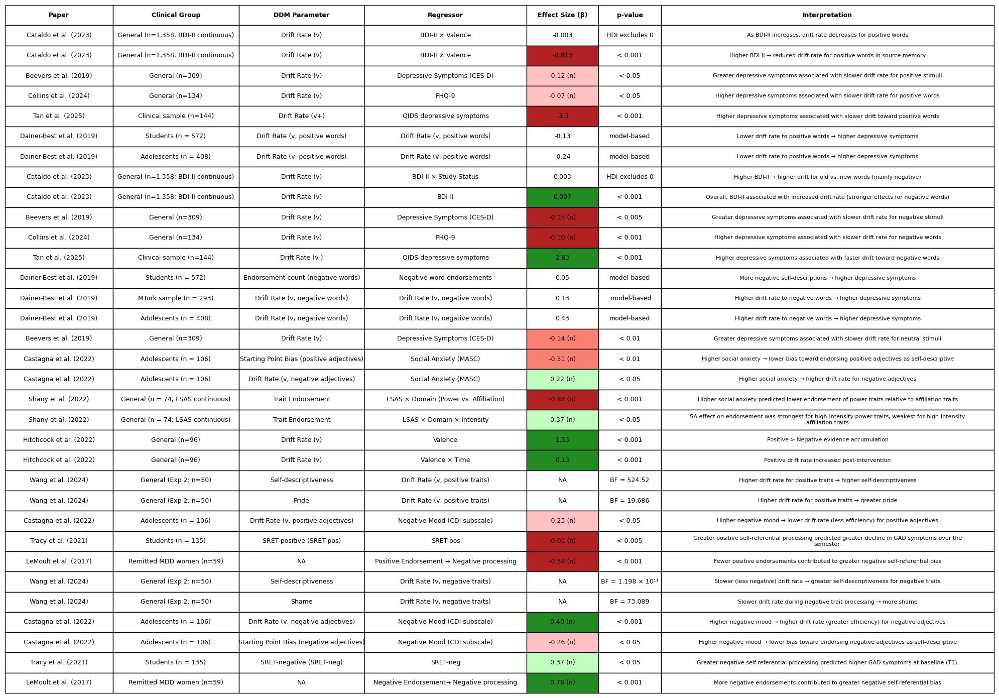 Paper Clinical Group DDM Parameter Regressor Effect Size (β) p-value Interpretation
Cataldo et al. (2023) General (n=1,358; BDI-II continuous) Drift Rate (v) BDI-II × Valence -0.003 HDI excludes 0 As BDI-II increases, drift rate decreases for positive words
Cataldo et al. (2023) General (n=1,358; BDI-II continuous) Drift Rate (v) BDI-II × Valence -0.013 < 0.001 Higher BDI-II → reduced drift rate for positive words in source memory
Beevers et al. (2019) General (n=309) Drift Rate (v) Depressive Symptoms (CES-D) -0.12 (n) < 0.05 Greater depressive symptoms associated with slower drift rate for positive stimuli
Collins et al. (2024) General (n=134) Drift Rate (v) PHQ-9 -0.07 (n) < 0.05 Higher depressive symptoms associated with slower drift rate for positive words
Tan et al. (2025) Clinical sample (n=144) Drift Rate (v+) QIDS depressive symptoms -3.3 < 0.001 Higher depressive symptoms associated with slower drift toward positive words
Dainer-Best et al. (2019) Students (n = 572) Drift Rate (v, positive words) Drift Rate (v, positive words) -0.13 model-based Lower drift rate to positive words → higher depressive symptoms
Dainer-Best et al. (2019) Adolescents (n = 408) Drift Rate (v, positive words) Drift Rate (v, positive words) -0.24 model-based Lower drift rate to positive words → higher depressive symptoms
Cataldo et al. (2023) General (n=1,358; BDI-II continuous) Drift Rate (v) BDI-II × Study Status 0.003 HDI excludes 0 Higher BDI-II → higher drift for old vs. new words (mainly negative)
Cataldo et al. (2023) General (n=1,358; BDI-II continuous) Drift Rate (v) BDI-II 0.007 < 0.001 Overall, BDI-II associated with increased drift rate (stronger effects for negative words)
Beevers et al. (2019) General (n=309) Drift Rate (v) Depressive Symptoms (CES-D) -0.15 (n) < 0.005 Greater depressive symptoms associated with slower drift rate for negative stimuli
Collins et al. (2024) General (n=134) Drift Rate (v) PHQ-9 -0.10 (n) < 0.001 Higher depressive symptoms associated with slower drift rate for negative words
Tan et al. (2025) Clinical sample (n=144) Drift Rate (v-) QIDS depressive symptoms 2.83 < 0.001 Higher depressive symptoms associated with faster drift toward negative words
Dainer-Best et al. (2019) Students (n = 572) Endorsement count (negative words) Negative word endorsements 0.05 model-based More negative self-descriptions → higher depressive symptoms
Dainer-Best et al. (2019) MTurk sample (n = 293) Drift Rate (v, negative words) Drift Rate (v, negative words) 0.13 model-based Higher drift rate to negative words → higher depressive symptoms
Dainer-Best et al. (2019) Adolescents (n = 408) Drift Rate (v, negative words) Drift Rate (v, negative words) 0.43 model-based Higher drift rate to negative words → higher depressive symptoms
Beevers et al. (2019) General (n=309) Drift Rate (v) Depressive Symptoms (CES-D) -0.14 (n) < 0.01 Greater depressive symptoms associated with slower drift rate for neutral stimuli
Castagna et al. (2022) Adolescents (n = 106) Starting Point Bias (positive adjectives) Social Anxiety (MASC) -0.31 (n) < 0.01 Higher social anxiety → lower bias toward endorsing positive adjectives as self-descriptive
Castagna et al. (2022) Adolescents (n = 106) Drift Rate (v, negative adjectives) Social Anxiety (MASC) 0.22 (n) < 0.05 Higher social anxiety → higher drift rate for negative adjectives
Shany et al. (2022) General (n = 74; LSAS continuous) Trait Endorsement LSAS × Domain (Power vs. Affiliation) -0.83 (n) < 0.001 Higher social anxiety predicted lower endorsement of power traits relative to affiliation traits
Shany et al. (2022) General (n = 74; LSAS continuous) Trait Endorsement LSAS × Domain × Intensity 0.37 (n) < 0.05 SA effect on endorsement was strongest for high-intensity power traits, weakest for high-intensity
affiliation traits
Hitchcock et al. (2022) General (n=96) Drift Rate (v) Valence 1.33 < 0.001 Positive > Negative evidence accumulation
Hitchcock et al. (2022) General (n=96) Drift Rate (v) Valence × Time 0.13 < 0.001 Positive drift rate increased post-intervention
Wang et al. (2024) General (Exp 2: n=50) Self-descriptiveness Drift Rate (v, positive traits) NA BF = 524.52 Higher drift rate for positive traits → higher self-descriptiveness
Wang et al. (2024) General (Exp 2: n=50) Pride Drift Rate (v, positive traits) NA BF = 19.686 Higher drift rate for positive traits → greater pride
Castagna et al. (2022) Adolescents (n = 106) Drift Rate (v, positive adjectives) Negative Mood (CDI subscale) -0.23 (n) < 0.05 Higher negative mood → lower drift rate (less efficiency) for positive adjectives
Tracy et al. (2021) Students (n = 135) SRET-positive (SRET-pos) SRET-pos -0.01 (n) < 0.005 Greater positive self-referential processing predicted greater decline in GAD symptoms over the
semester.
LeMoult et al. (2017) Remitted MDD women (n=59) NA Positive Endorsement → Negative processing -0.58 (n) < 0.001 Fewer positive endorsements contributed to greater negative self-referential bias
Wang et al. (2024) General (Exp 2: n=50) Self-descriptiveness Drift Rate (v, negative traits) NA BF = 1.198 × 10¹¹ Slower (less negative) drift rate → greater self-descriptiveness for negative traits
Wang et al. (2024) General (Exp 2: n=50) Shame Drift Rate (v, negative traits) NA BF = 73.089 Slower drift rate during negative trait processing → more shame
Castagna et al. (2022) Adolescents (n = 106) Drift Rate (v, negative adjectives) Negative Mood (CDI subscale) 0.40 (n) < 0.001 Higher negative mood → higher drift rate (greater efficiency) for negative adjectives
Castagna et al. (2022) Adolescents (n = 106) Starting Point Bias (negative adjectives) Negative Mood (CDI subscale) -0.26 (n) < 0.05 Higher negative mood → lower bias toward endorsing negative adjectives as self-descriptive
Tracy et al. (2021) Students (n = 135) SRET-negative (SRET-neg) SRET-neg 0.37 (n) < 0.05 Greater negative self-referential processing predicted higher GAD symptoms at baseline (T1).
LeMoult et al. (2017) Remitted MDD women (n=59) NA Negative Endorsement→ Negative processing 0.76 (n) < 0.001 More negative endorsements contributed to greater negative self-referential bias